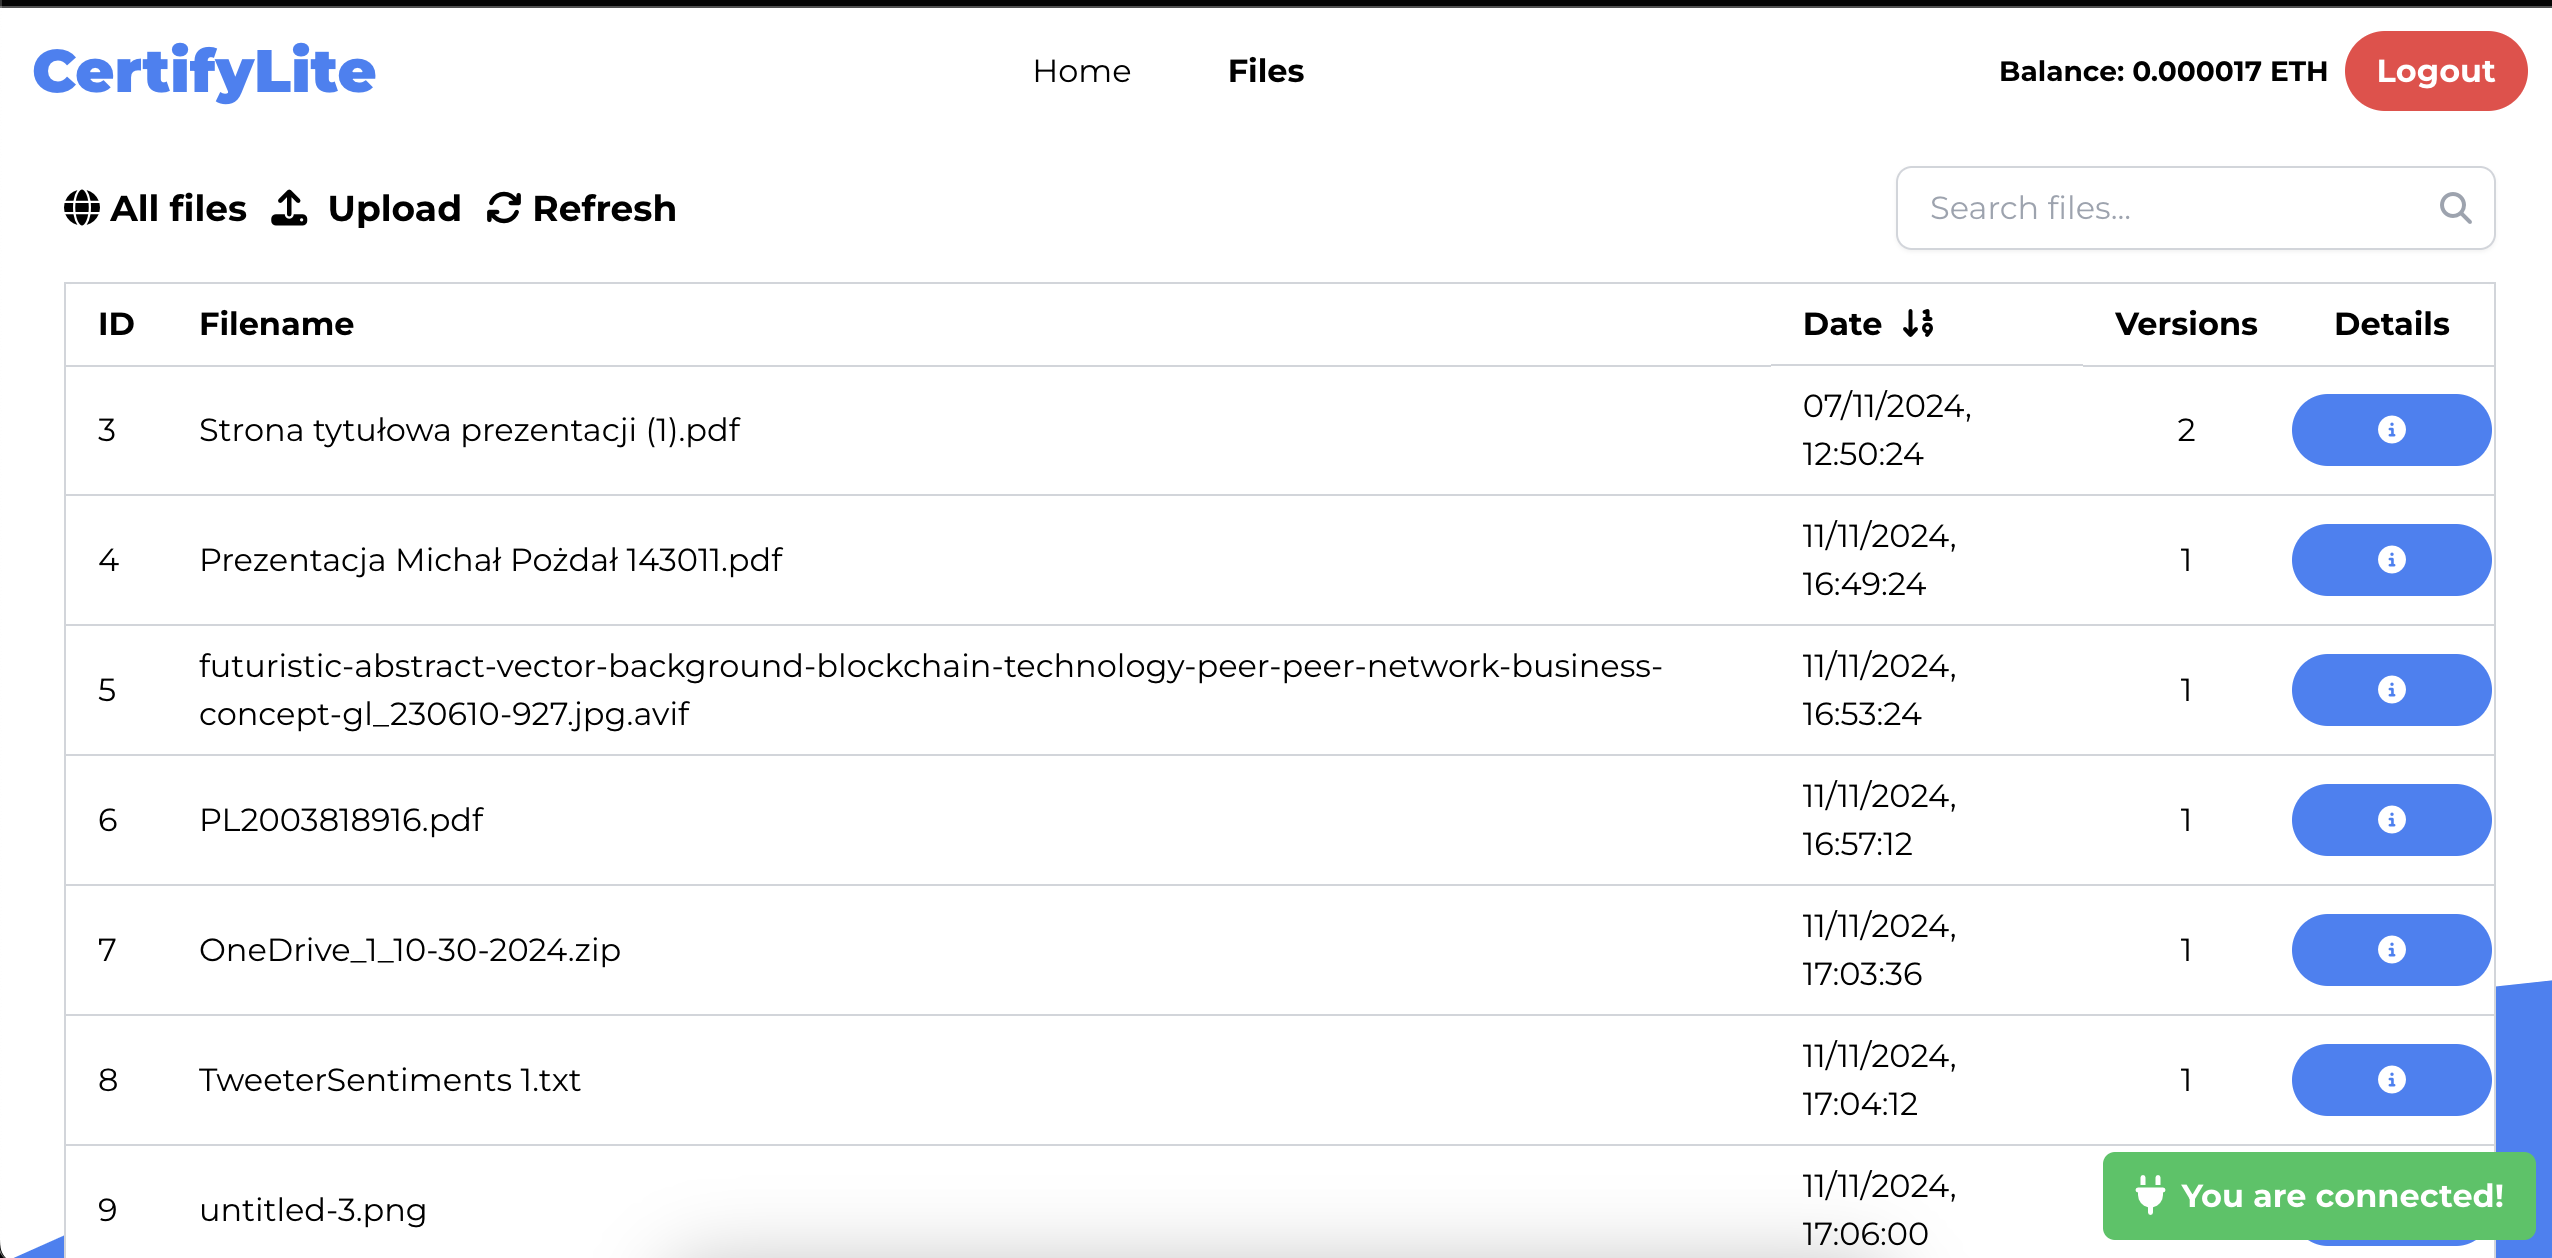 CertifyLite
Home
Files
Balance: 0.000017 ETH
Logout
All files
Upload
Refresh
Search files...
ID Filename Date Versions Details
3 Strona tytułowa prezentacji (1).pdf 07/11/2024, 2
12:50:24
4 Prezentacja Michał Pożdał 143011.pdf 11/11/2024, 1
16:49:24
5 futuristic-abstract-vector-background-blockchain-technology-peer-peer-network-business- 11/11/2024, 1
concept-gl_230610-927.jpg.avif 16:53:24
6 PL2003818916.pdf 11/11/2024, 1
16:57:12
7 OneDrive_1_10-30-2024.zip 11/11/2024, 1
17:03:36
8 TweeterSentiments 1.txt 11/11/2024, 1
17:04:12
9 untitled-3.png 11/11/2024,
17:06:00
You are connected!